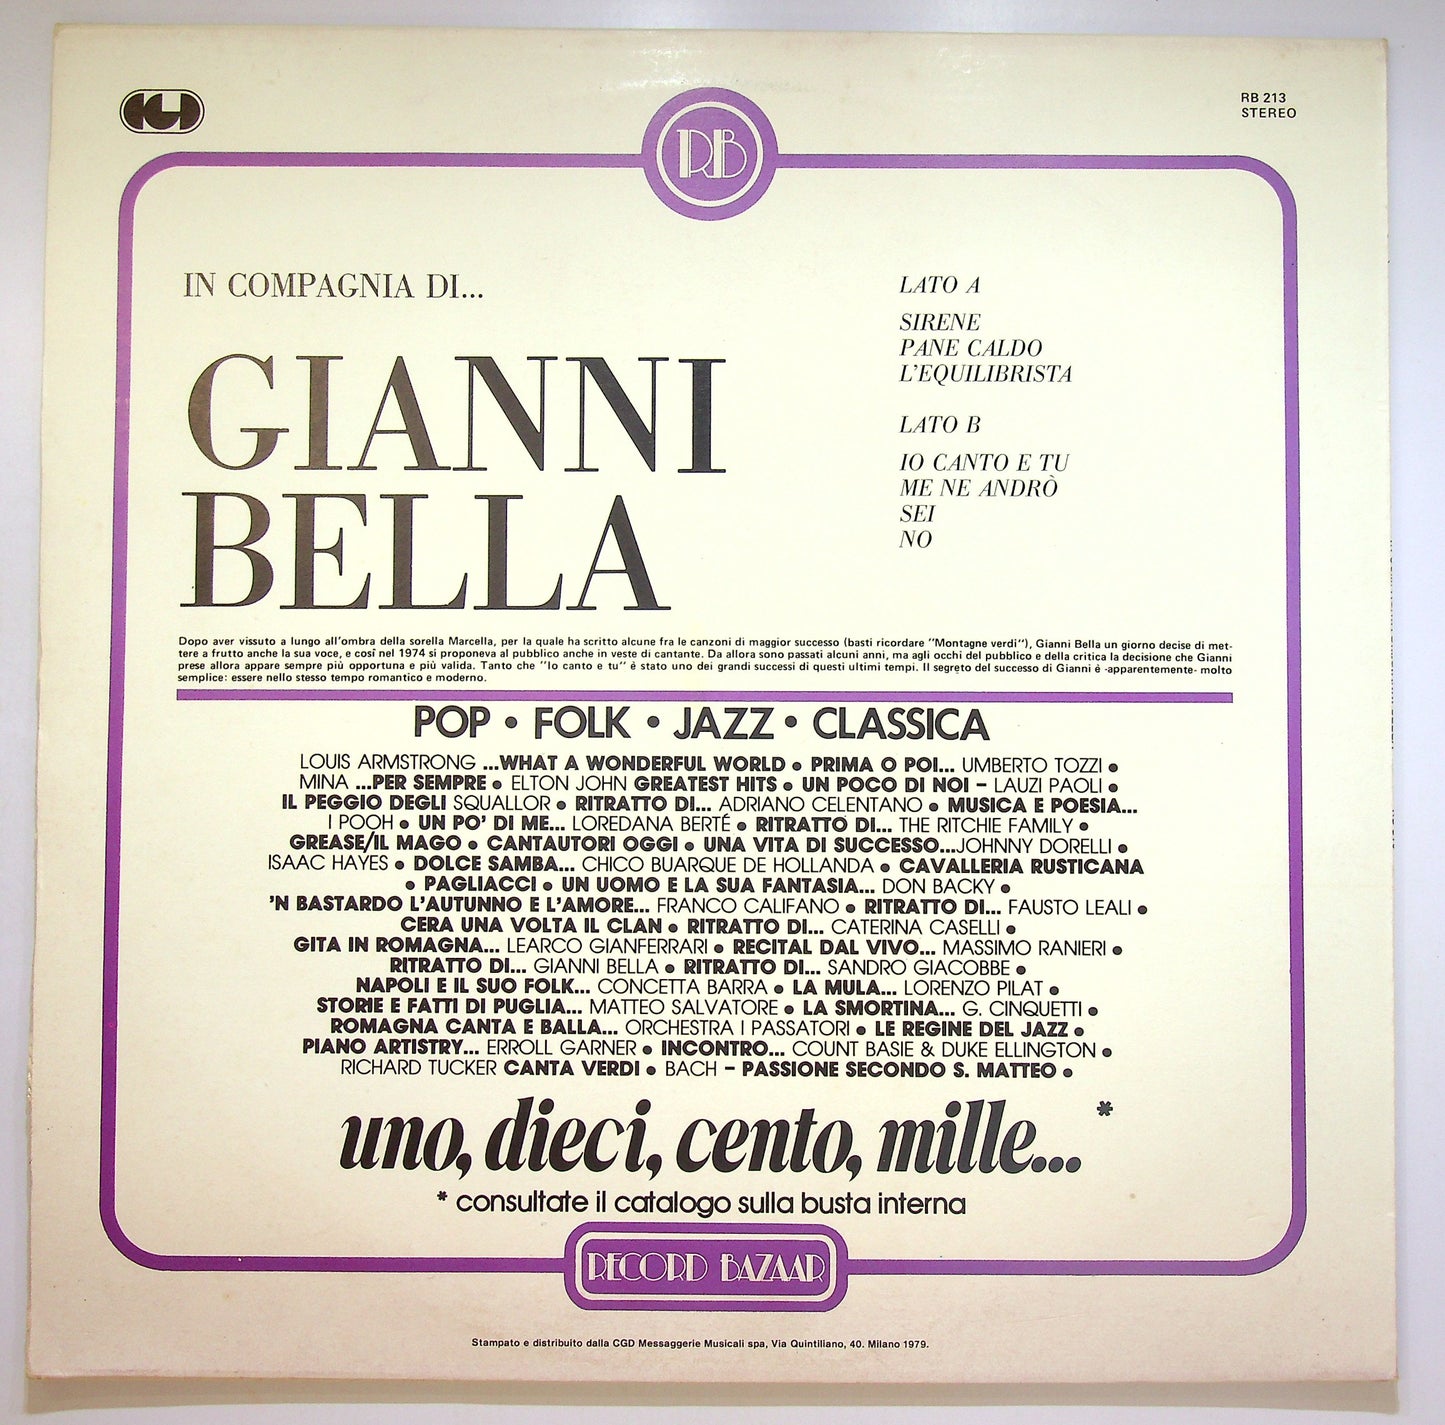 RB 213
STEREO
RB
IN COMPAGNIA DI...
GIANNI
BELLA
LATO A
SIRENE
PANE CALDO
L'EQUILIBRISTA
LATO B
IO CANTO E TU
ME NE ANDRÒ
SEI
NO
Dopo aver vissuto a lungo all'ombra della sorella Marcella, per la quale ha scritto alcune fra le canzoni di maggior successo (basti ricordare "Montagne verdi"), Gianni Bella un giorno decise di met-
tere a frutto anche la sua voce, e così nel 1974 si proponeva al pubblico anche in veste di cantante. Da allora sono passati alcuni anni, ma agli occhi del pubblico e della critica la decisione che Gianni
prese allora appare sempre più opportuna e più valida. Tanto che "Io canto e tu" è stato uno dei grandi successi di questi ultimi tempi. Il segreto del successo di Gianni è -apparentemente- molto
semplice: essere nello stesso tempo romantico e moderno.
POP • FOLK • JAZZ • CLASSICA
LOUIS ARMSTRONG ...WHAT A WONDERFUL WORLD • PRIMA O POI... UMBERTO TOZZI •
MINA ...PER SEMPRE • ELTON JOHN GREATEST HITS • UN POCO DI NOI – LAUZI PAOLI •
IL PEGGIO DEGLI SQUALLOR • RITRATTO DI... ADRIANO CELENTANO • MUSICA E POESIA...
I POOH • UN PO' DI ME... LOREDANA BERTÉ • RITRATTO DI... THE RITCHIE FAMILY •
GREASE/IL MAGO • CANTAUTORI OGGI • UNA VITA DI SUCCESSO...JOHNNY DORELLI •
ISAAC HAYES • DOLCE SAMBA... CHICO BUARQUE DE HOLLANDA • CAVALLERIA RUSTICANA
• PAGLIACCI • UN UOMO E LA SUA FANTASIA... DON BACKY •
'N BASTARDO L'AUTUNNO E L'AMORE... FRANCO CALIFANO • RITRATTO DI... FAUSTO LEALI •
CERA UNA VOLTA IL CLAN • RITRATTO DI... CATERINA CASELLI •
GITA IN ROMAGNA... LEARCO GIANFERRARI • RECITAL DAL VIVO... MASSIMO RANIERI •
RITRATTO DI... GIANNI BELLA • RITRATTO DI... SANDRO GIACOBBE •
NAPOLI E IL SUO FOLK... CONCETTA BARRA • LA MULA... LORENZO PILAT •
STORIE E FATTI DI PUGLIA... MATTEO SALVATORE • LA SMORTINA... G. CINQUETTI •
ROMAGNA CANTA E BALLA... ORCHESTRA I PASSATORI • LE REGINE DEL JAZZ •
PIANO ARTISTRY... ERROLL GARNER • INCONTRO... COUNT BASIE & DUKE ELLINGTON •
RICHARD TUCKER CANTA VERDI • BACH – PASSIONE SECONDO S. MATTEO •
uno, dieci, cento, mille...*
* consultate il catalogo sulla busta interna
RECORD BAZAAR
Stampato e distribuito dalla CGD Messaggerie Musicali spa, Via Quintiliano, 40. Milano 1979.